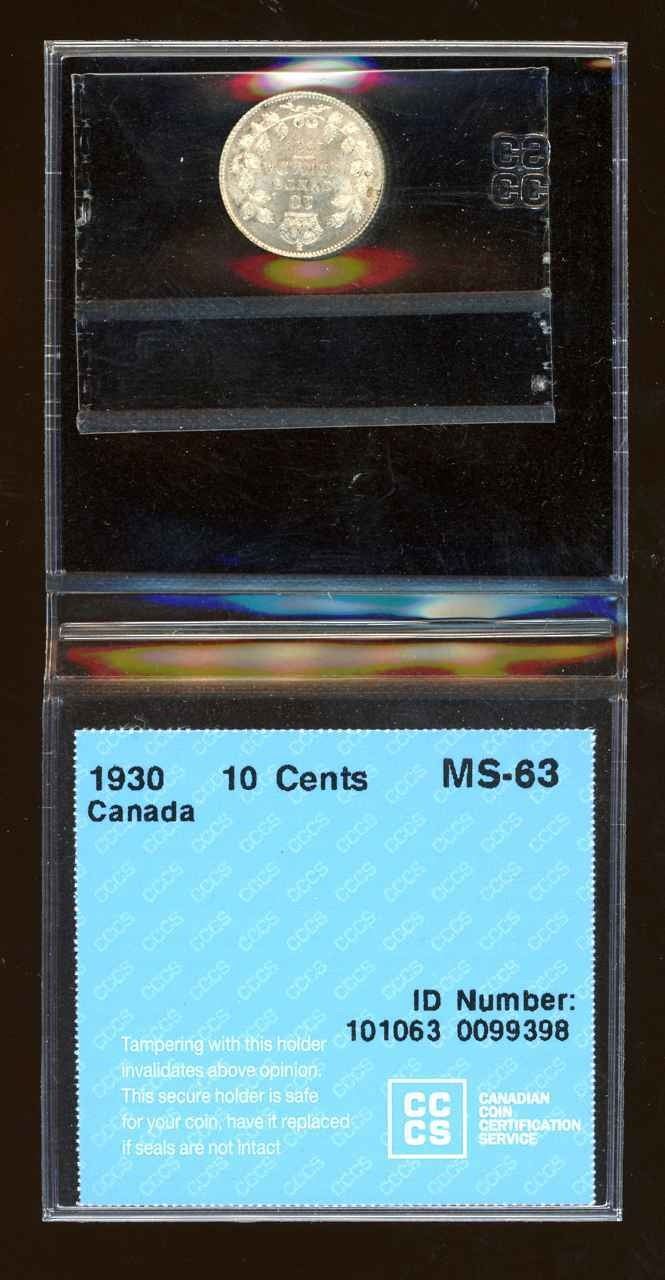 1930 10 Cents MS-63
Canada
ID Number:
101063 0099398
Tampering with this holder
invalidates above opinion.
This secure holder is safe
for your coin, have it replaced
if seals are not intact
CC
CS
CANADIAN
COIN
CERTIFICATION
SERVICE